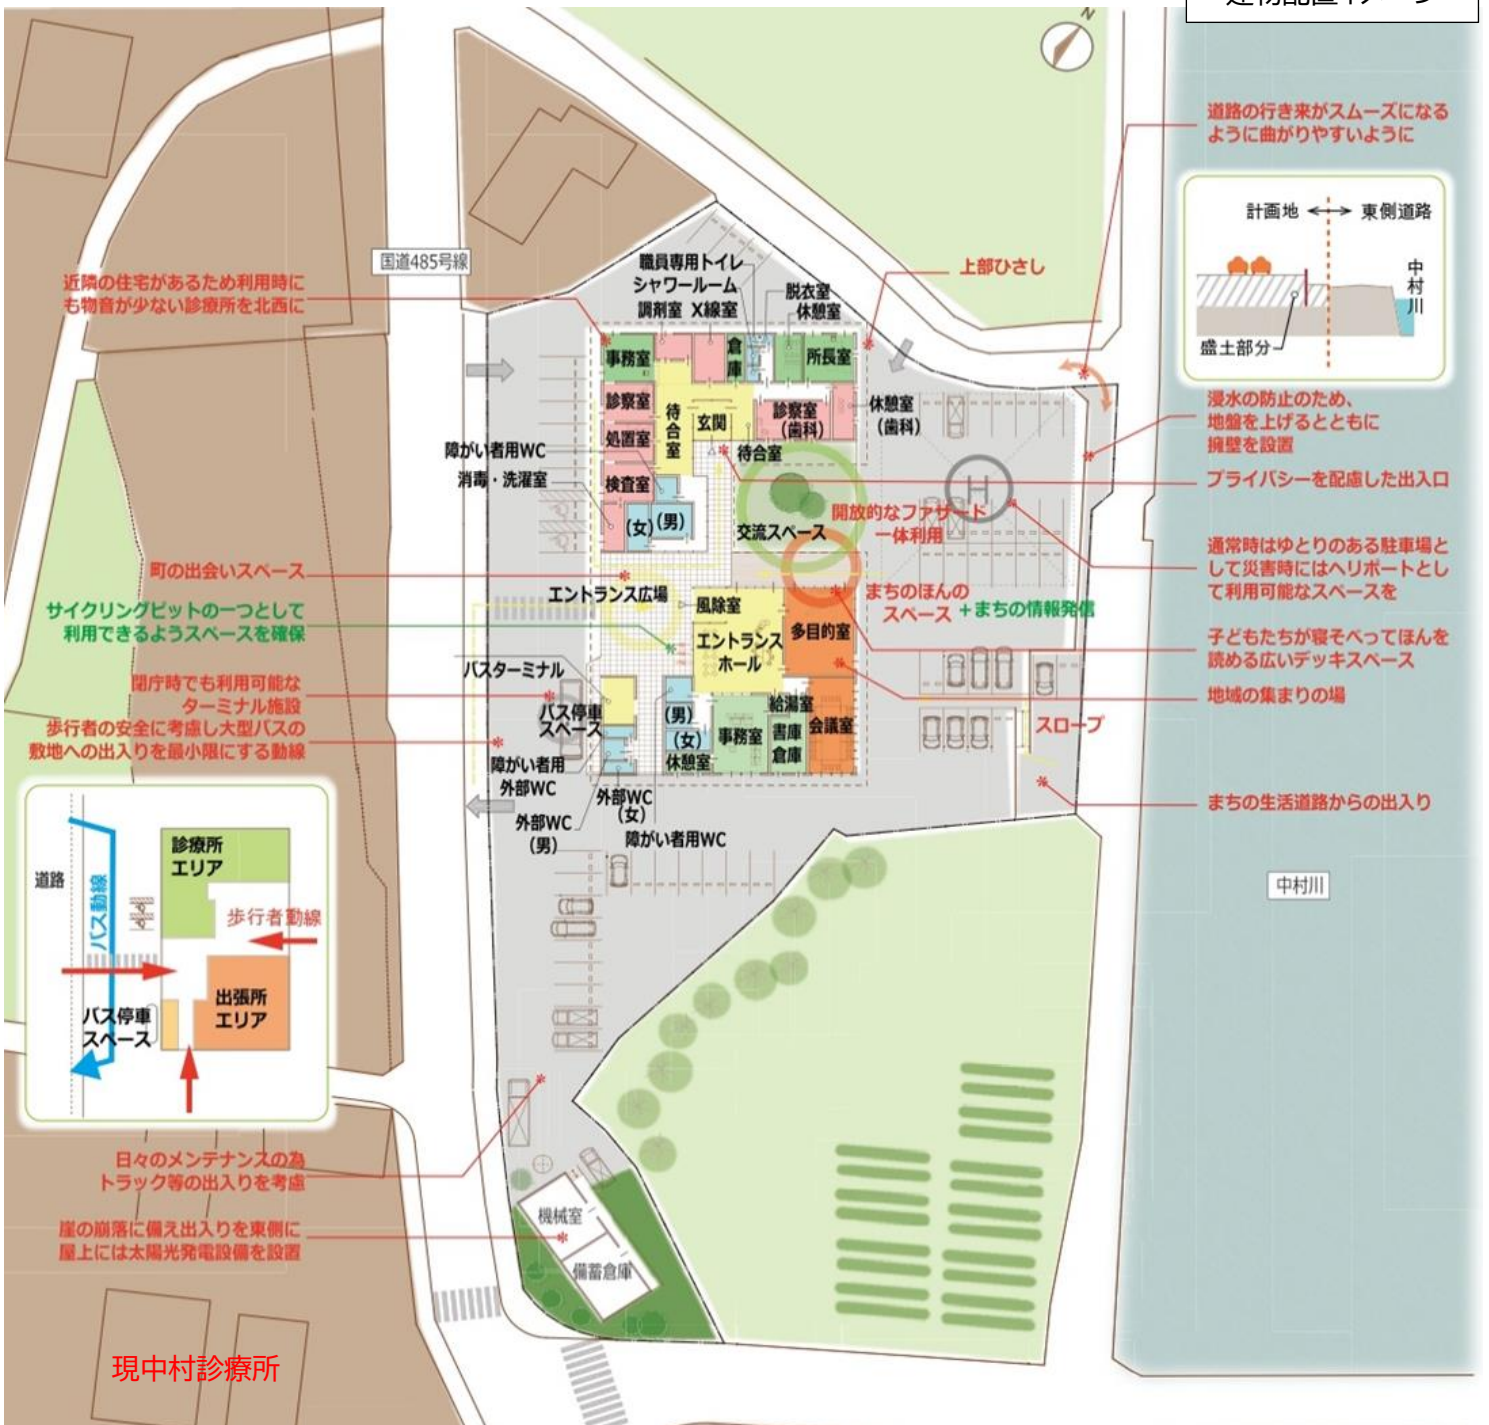 建物配置イメージ
N
道路の行き来がスムーズになる
ように曲がりやすいように
計画地
東側道路
中村川
盛土部分
国道485号線
近隣の住宅があるため利用時に
も物音が少ない診療所を北西に
職員専用トイレ
シャワールーム
調剤室
X線室
脱衣室
休憩室
上部ひさし
事務室
倉庫
所長室
診察室
待合室
玄関
診察室
（歯科）
休憩室
（歯科）
処置室
障がい者用WC
待合室
消毒・洗濯室
検査室
(女)
(男)
H
浸水の防止のため、
地盤を上げるとともに
擁壁を設置
プライバシーを配慮した出入口
開放的なファサード
一体利用
交流スペース
通常時はゆとりのある駐車場と
して災害時にはヘリポートとし
て利用可能なスペースを
町の出会いスペース
エントランス広場
サイクリングピットの一つとして
利用できるようスペースを確保
風除室
まちのほんの
スペース
＋まちの情報発信
エントランス
ホール
多目的室
子どもたちが寝そべってほんを
読める広いデッキスペース
地域の集まりの場
バスターミナル
閉庁時でも利用可能な
ターミナル施設
バス停車
スペース
歩行者の安全に考慮し大型バスの
敷地への出入りを最小限にする動線
(男)
(女)
休憩室
事務室
給湯室
書庫
倉庫
会議室
スロープ
障がい者用
外部WC
外部WC
(女)
外部WC
(男)
障がい者用WC
まちの生活道路からの出入り
診療所
エリア
道路
バス動線
歩行者動線
出張所
エリア
バス停車
スペース
中村川
日々のメンテナンスの為
トラック等の出入りを考慮
崖の崩落に備え出入りを東側に
屋上には太陽光発電設備を設置
機械室
備蓄倉庫
現中村診療所